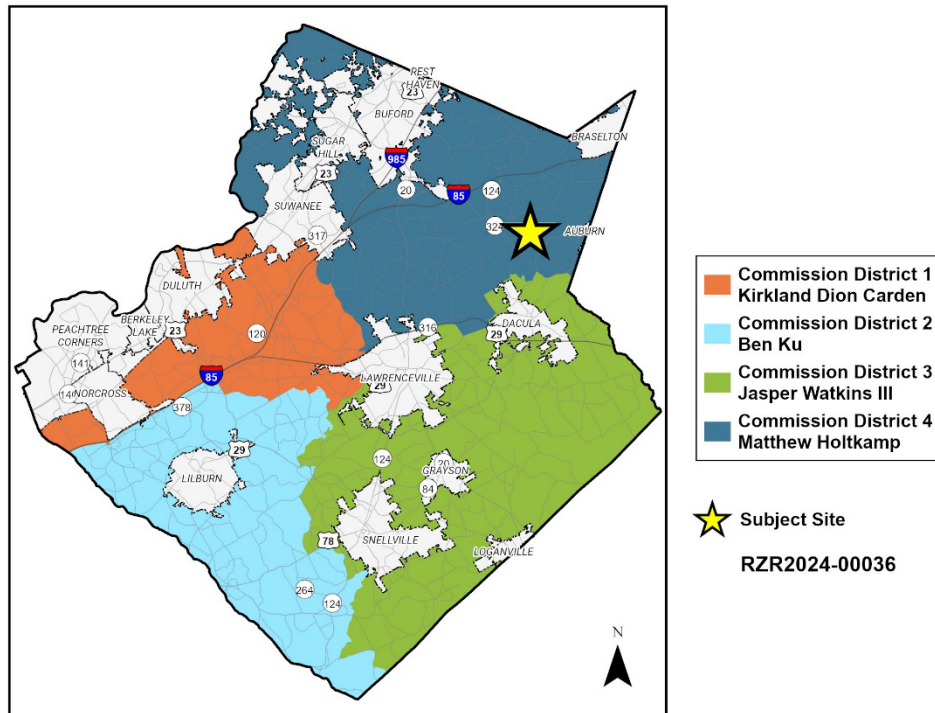 REST
HAVEN
23
BUFORD
BRASELTON
SUGAR
HILL
985
23
20
85
124
SUWANEE
324
317
AUBURN
DULUTH
BERKELEY
LAKE
23
PEACHTREE
CORNERS
120
316
DACULA
29
141
85
29
LAWRENCEVILLE
NORCROSS
378
29
LILBURN
124
20
GRAYSON
84
78
SNELLVILLE
LOGANVILLE
264
124
N
Commission District 1
Kirkland Dion Carden
Commission District 2
Ben Ku
Commission District 3
Jasper Watkins III
Commission District 4
Matthew Holtkamp
Subject Site
RZR2024-00036